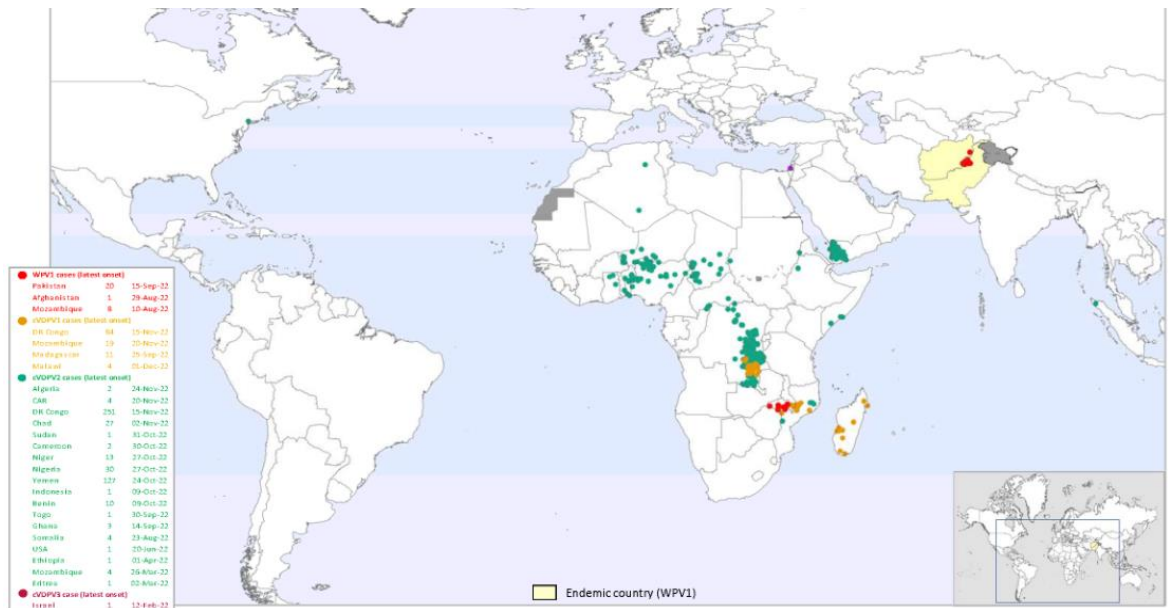 WPV1 cases (latest onset)
Pakistan 20 15-Sep-22
Afghanistan 1 29-Aug-22
Mozambique 8 10-Aug-22
cVDPV1 cases (latest onset)
DR Congo 94 15-Nov-22
Mozambique 19 20-Nov-22
Madagascar 11 25-Sep-22
Malawi 4 01-Dec-22
cVDPV2 cases (latest onset)
Algeria 2 24-Nov-22
CAR 4 20-Nov-22
DR Congo 251 15-Nov-22
Chad 27 02-Nov-22
Sudan 1 31-Oct-22
Cameroon 2 30-Oct-22
Niger 13 27-Oct-22
Nigeria 30 27-Oct-22
Yemen 127 24-Oct-22
Indonesia 1 09-Oct-22
Benin 10 09-Oct-22
Togo 1 30-Sep-22
Ghana 3 14-Sep-22
Somalia 4 23-Aug-22
USA 1 20-Jun-22
Ethiopia 1 01-Apr-22
Mozambique 4 26-Mar-22
Eritrea 1 02-Mar-22
cVDPV3 case (latest onset)
Israel 1 12-Feb-22
Endemic country (WPV1)